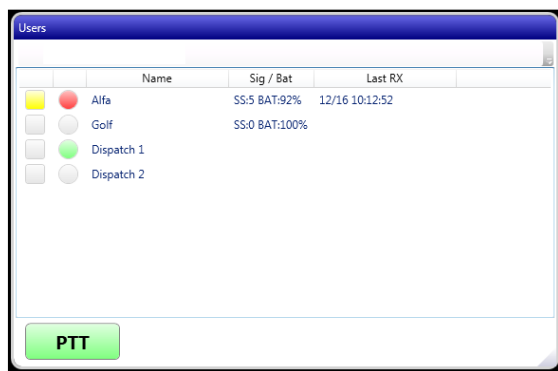 Users
Name Sig / Bat Last RX
Alfa SS:5 BAT:92% 12/16 10:12:52
Golf SS:0 BAT:100%
Dispatch 1
Dispatch 2
PTT